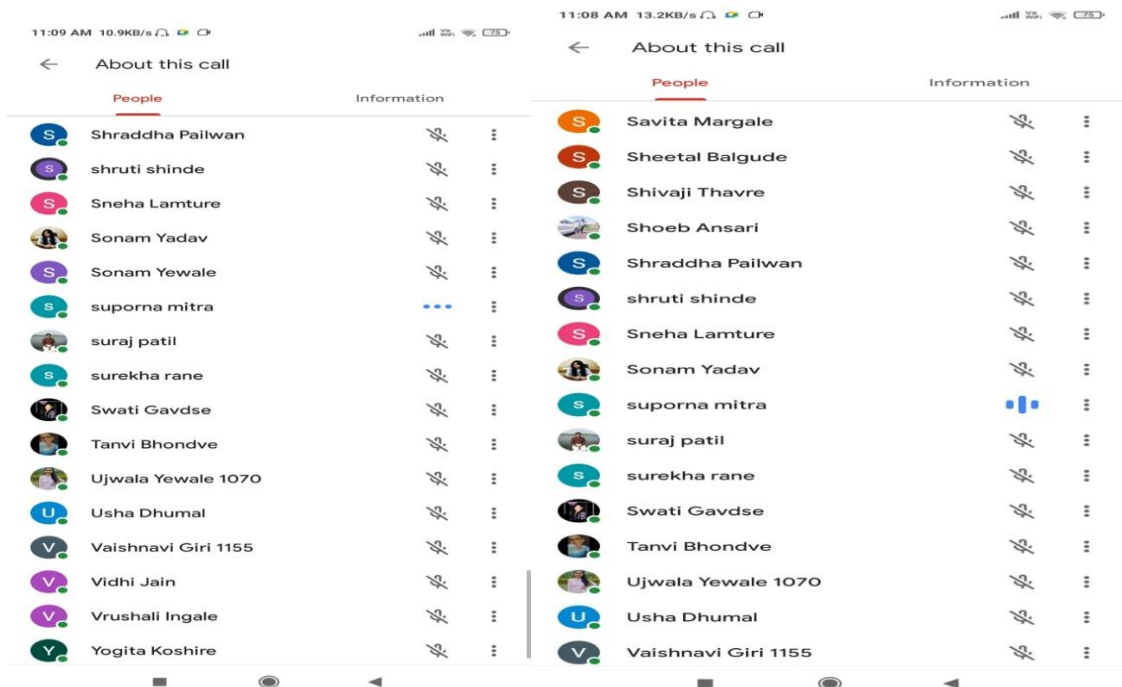 11:09 AM 10.9KB/s
75
About this call
People Information
S Shraddha Pailwan
S shruti shinde
S Sneha Lamture
Sonam Yadav
S Sonam Yewale
s suporna mitra
suraj patil
s surekha rane
Swati Gavdse
Tanvi Bhondve
Ujwala Yewale 1070
U Usha Dhumal
V Vaishnavi Giri 1155
V Vidhi Jain
V Vrushali Ingale
Y Yogita Koshire
11:08 AM 13.2KB/s
75
About this call
People Information
S Savita Margale
S Sheetal Balgude
S Shivaji Thavre
Shoeb Ansari
S Shraddha Pailwan
S shruti shinde
S Sneha Lamture
Sonam Yadav
s suporna mitra
suraj patil
s surekha rane
Swati Gavdse
Tanvi Bhondve
Ujwala Yewale 1070
U Usha Dhumal
V Vaishnavi Giri 1155